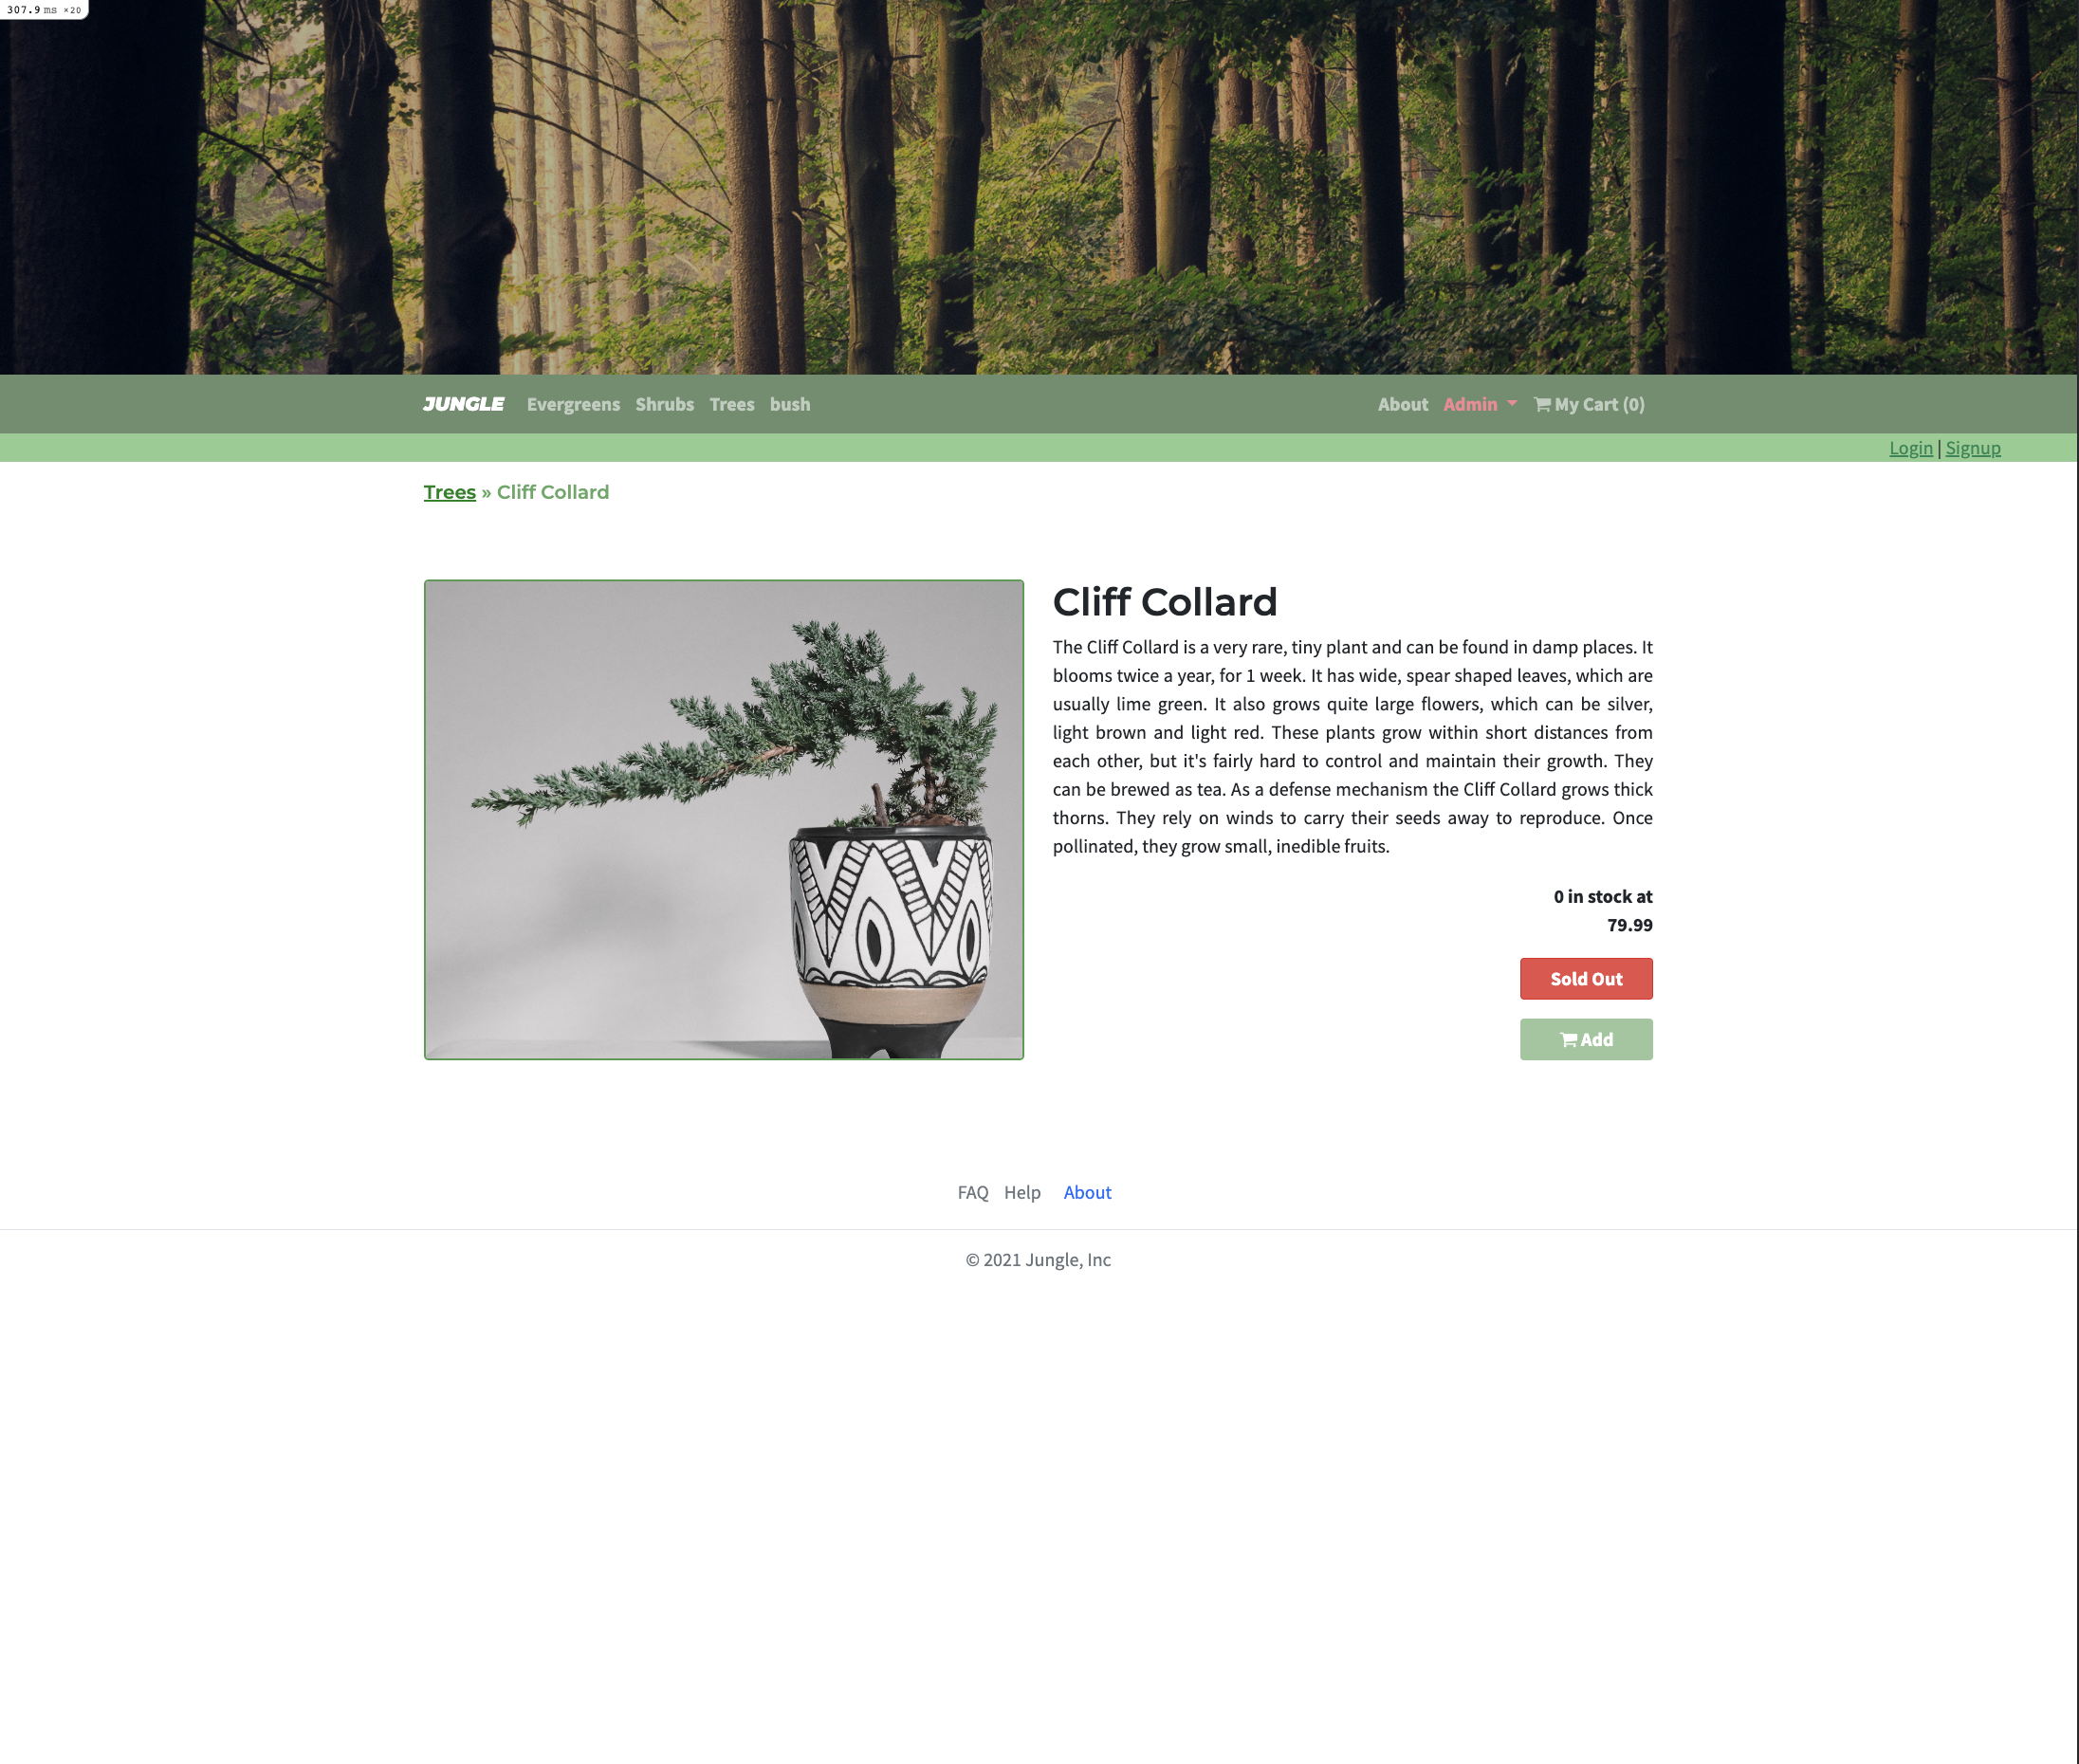 307.9 ms ×20
JUNGLE Evergreens Shrubs Trees bush About Admin My Cart (0)
Login | Signup
Trees » Cliff Collard
Cliff Collard
The Cliff Collard is a very rare, tiny plant and can be found in damp places. It
blooms twice a year, for 1 week. It has wide, spear shaped leaves, which are
usually lime green. It also grows quite large flowers, which can be silver,
light brown and light red. These plants grow within short distances from
each other, but it's fairly hard to control and maintain their growth. They
can be brewed as tea. As a defense mechanism the Cliff Collard grows thick
thorns. They rely on winds to carry their seeds away to reproduce. Once
pollinated, they grow small, inedible fruits.
0 in stock at
79.99
Sold Out
Add
FAQ Help About
© 2021 Jungle, Inc